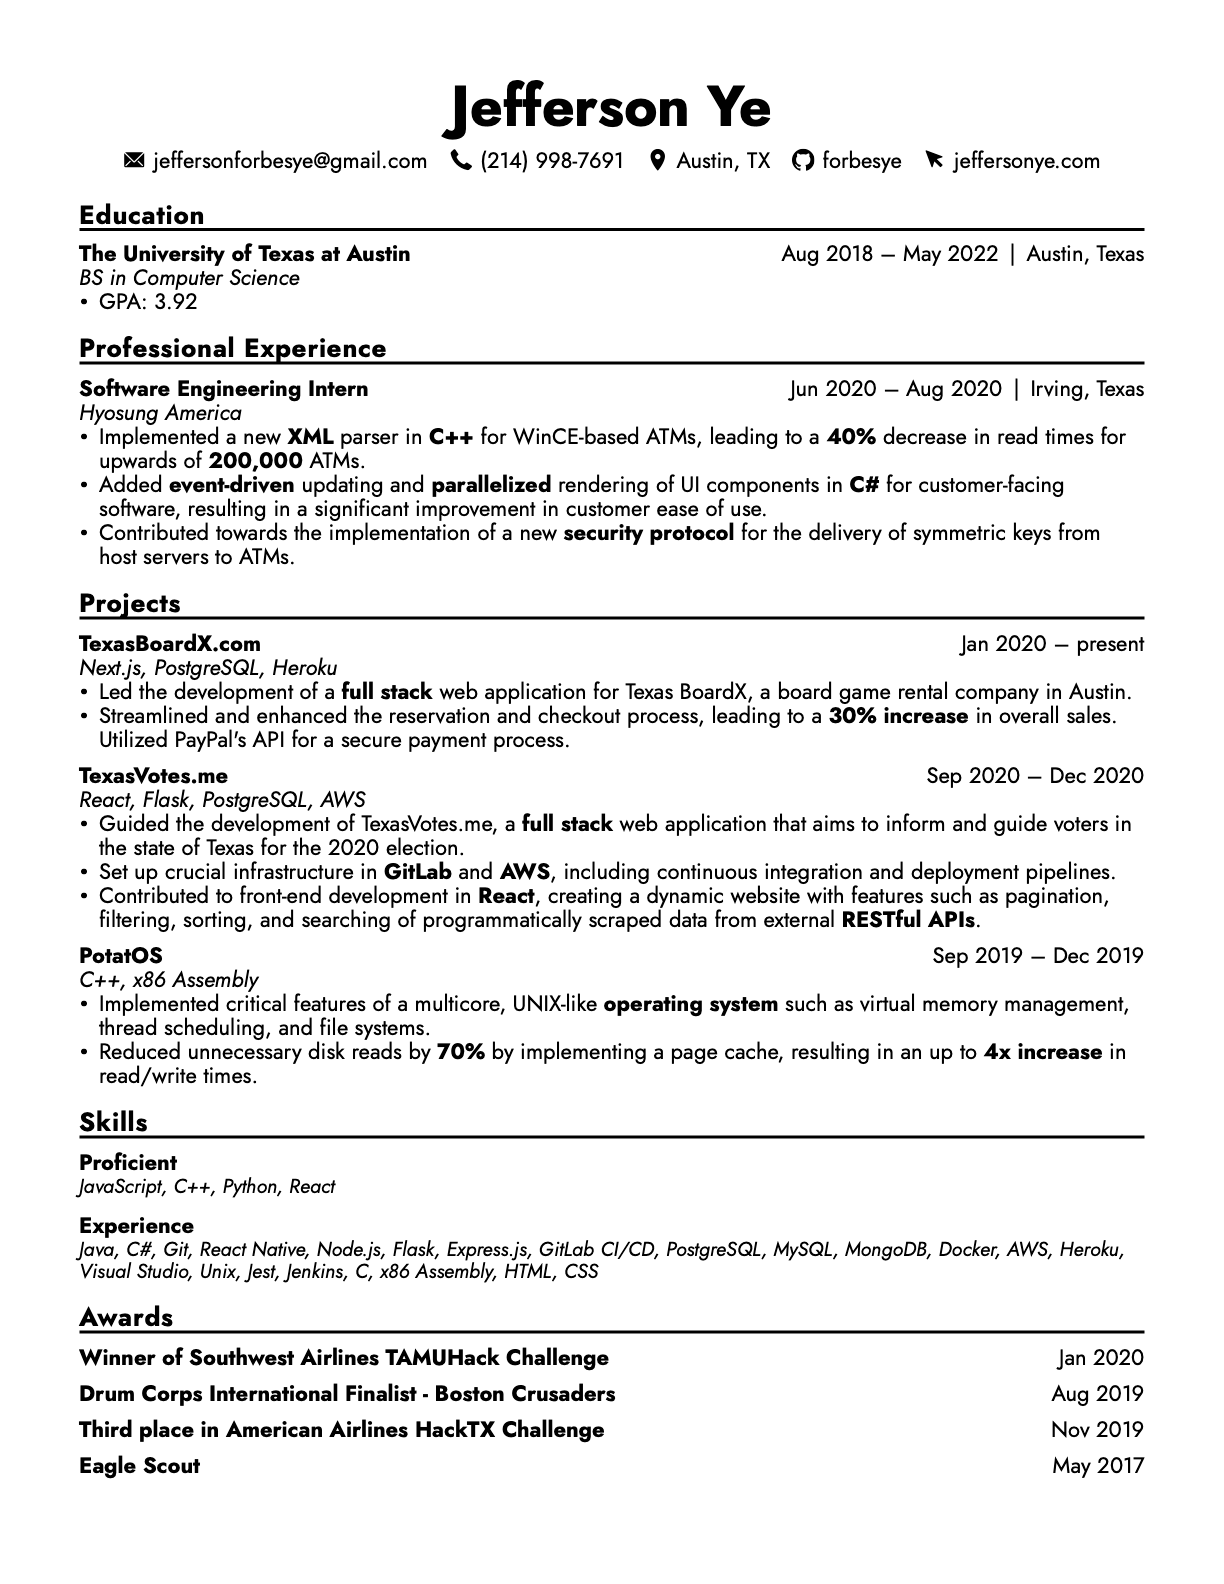 Jefferson Ye
jeffersonforbesye@gmail.com (214) 998-7691 Austin, TX forbesye jeffersonye.com
Education
The University of Texas at Austin Aug 2018 – May 2022 | Austin, Texas
BS in Computer Science
• GPA: 3.92
Professional Experience
Software Engineering Intern Jun 2020 – Aug 2020 | Irving, Texas
Hyosung America
• Implemented a new XML parser in C++ for WinCE-based ATMs, leading to a 40% decrease in read times for
upwards of 200,000 ATMs.
• Added event-driven updating and parallelized rendering of UI components in C# for customer-facing
software, resulting in a significant improvement in customer ease of use.
• Contributed towards the implementation of a new security protocol for the delivery of symmetric keys from
host servers to ATMs.
Projects
TexasBoardX.com Jan 2020 – present
Next.js, PostgreSQL, Heroku
• Led the development of a full stack web application for Texas BoardX, a board game rental company in Austin.
• Streamlined and enhanced the reservation and checkout process, leading to a 30% increase in overall sales.
Utilized PayPal's API for a secure payment process.
TexasVotes.me Sep 2020 – Dec 2020
React, Flask, PostgreSQL, AWS
• Guided the development of TexasVotes.me, a full stack web application that aims to inform and guide voters in
the state of Texas for the 2020 election.
• Set up crucial infrastructure in GitLab and AWS, including continuous integration and deployment pipelines.
• Contributed to front-end development in React, creating a dynamic website with features such as pagination,
filtering, sorting, and searching of programmatically scraped data from external RESTful APIs.
PotatOS Sep 2019 – Dec 2019
C++, x86 Assembly
• Implemented critical features of a multicore, UNIX-like operating system such as virtual memory management,
thread scheduling, and file systems.
• Reduced unnecessary disk reads by 70% by implementing a page cache, resulting in an up to 4x increase in
read/write times.
Skills
Proficient
JavaScript, C++, Python, React
Experience
Java, C#, Git, React Native, Node.js, Flask, Express.js, GitLab CI/CD, PostgreSQL, MySQL, MongoDB, Docker, AWS, Heroku,
Visual Studio, Unix, Jest, Jenkins, C, x86 Assembly, HTML, CSS
Awards
Winner of Southwest Airlines TAMUHack Challenge Jan 2020
Drum Corps International Finalist - Boston Crusaders Aug 2019
Third place in American Airlines HackTX Challenge Nov 2019
Eagle Scout May 2017